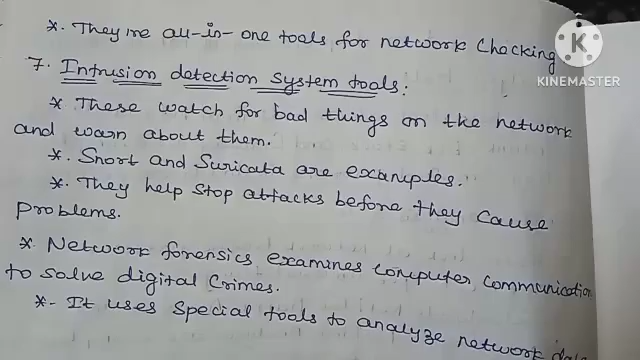 *. They're all-in-one tools for network checking
7. Intrusion detection system tools:
* These watch for bad things on the network
and warn about them.
*. Snort and Suricata are examples.
*. They help stop attacks before they cause
problems.
* Network forensics examines computer communication
to solve digital crimes.
*- It uses special tools to analyze network data
K
KINEMASTER